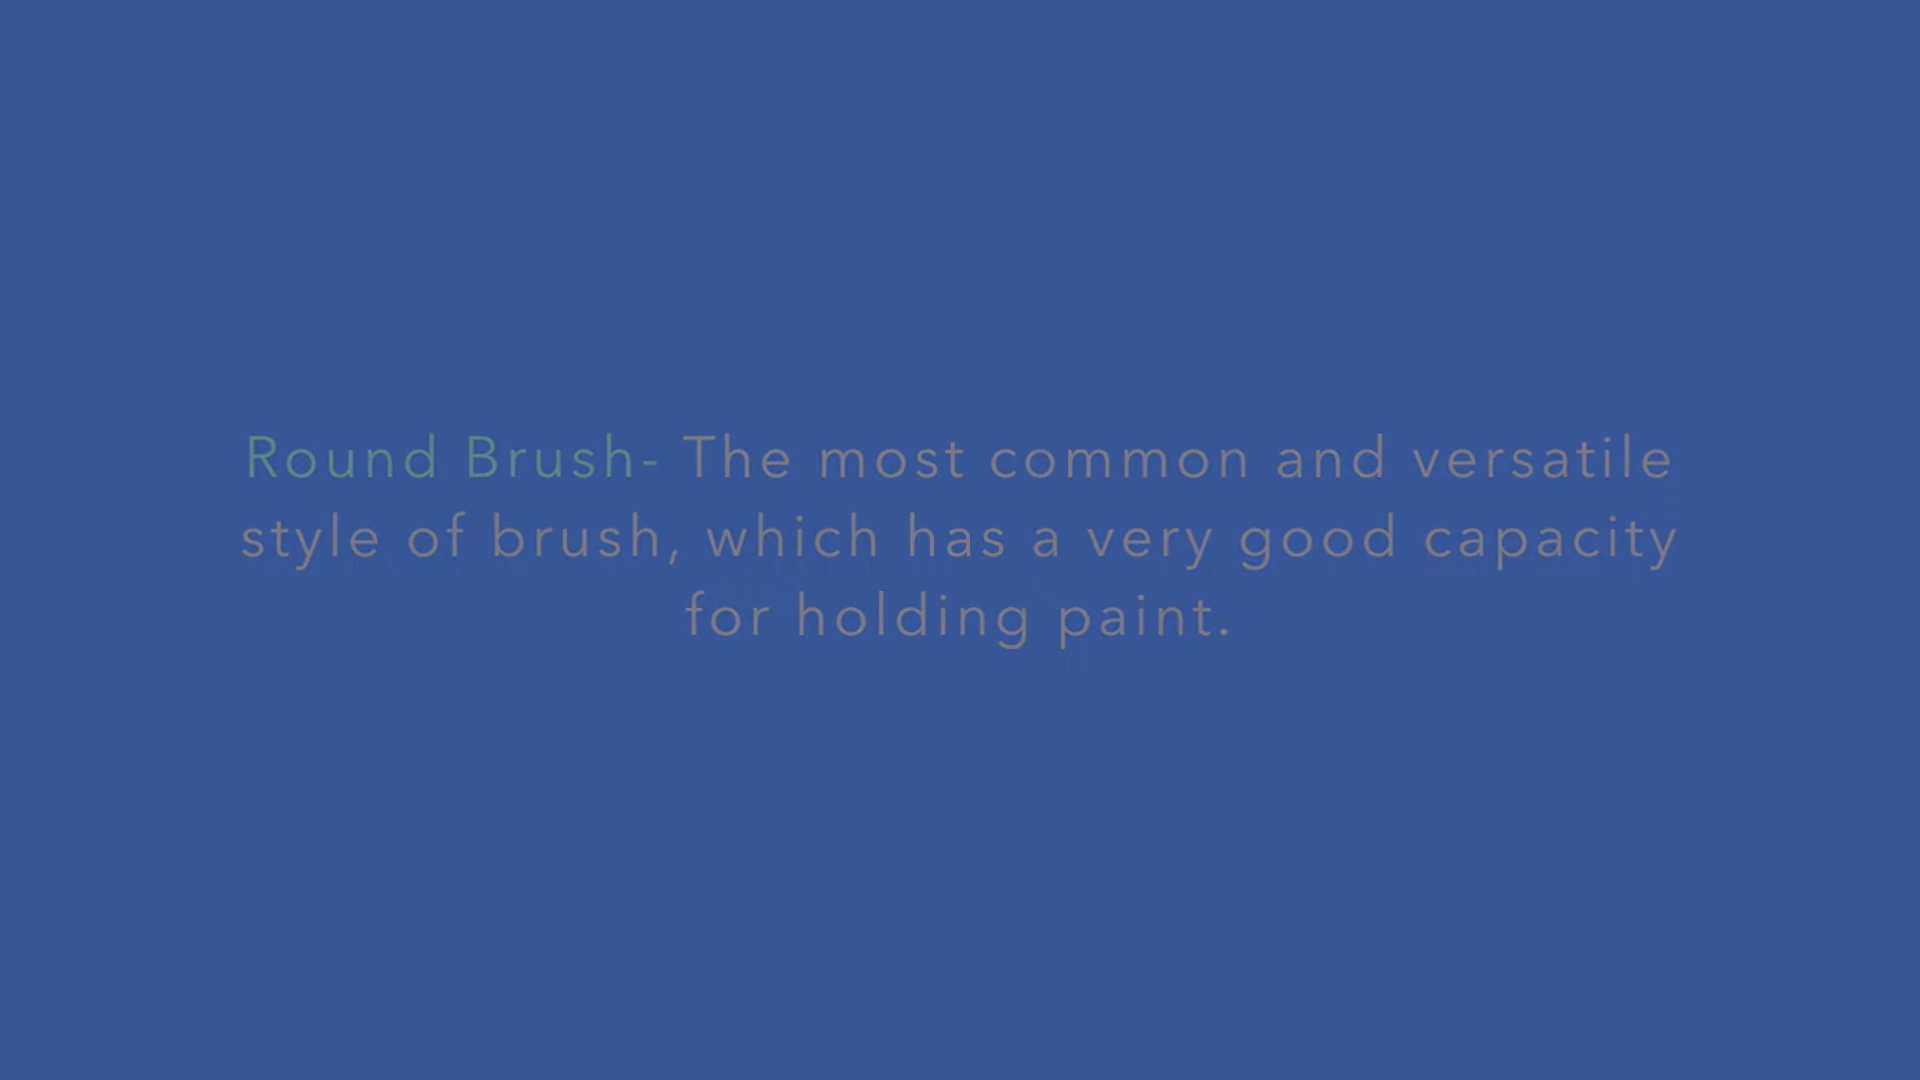 Round Brush- The most common and versatile
style of brush, which has a very good capacity
for holding paint.